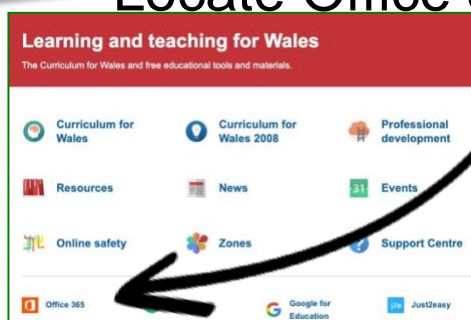 Locate Office
Learning and teaching for Wales
The Curriculum for Wales and free educational tools and materials.
Curriculum for
Wales
Curriculum for
Wales 2008
Professional
development
Resources
News
31
Events
Online safety
Zones
Support Centre
Office 365
Google for
Education
j2e
Just2easy